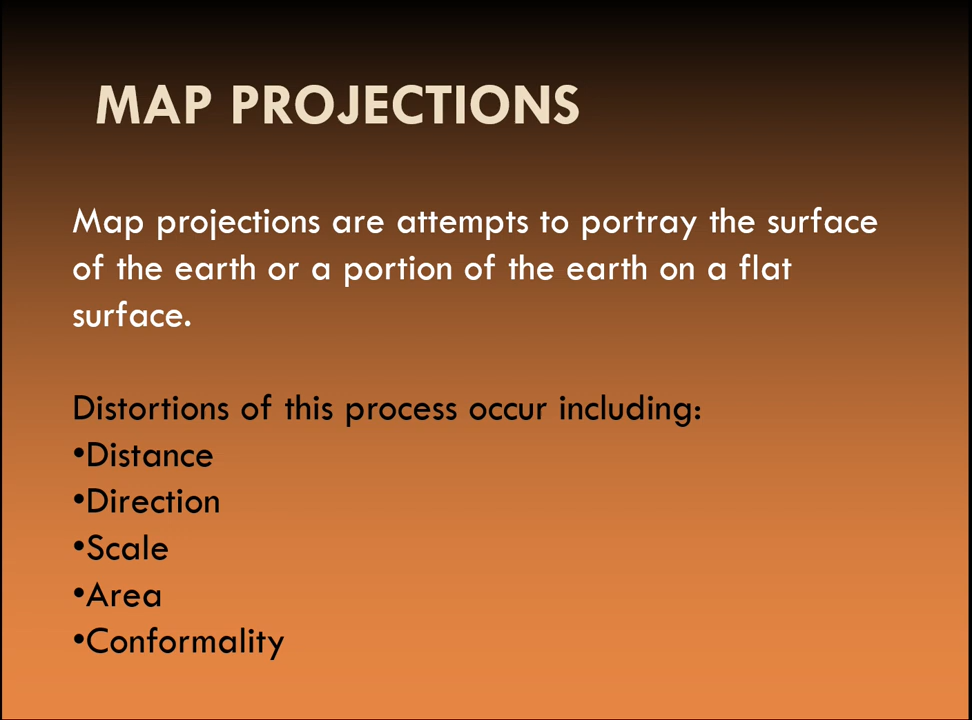 MAP PROJECTIONS
Map projections are attempts to portray the surface
of the earth or a portion of the earth on a flat
surface.
Distortions of this process occur including:
•Distance
•Direction
•Scale
•Area
•Conformality